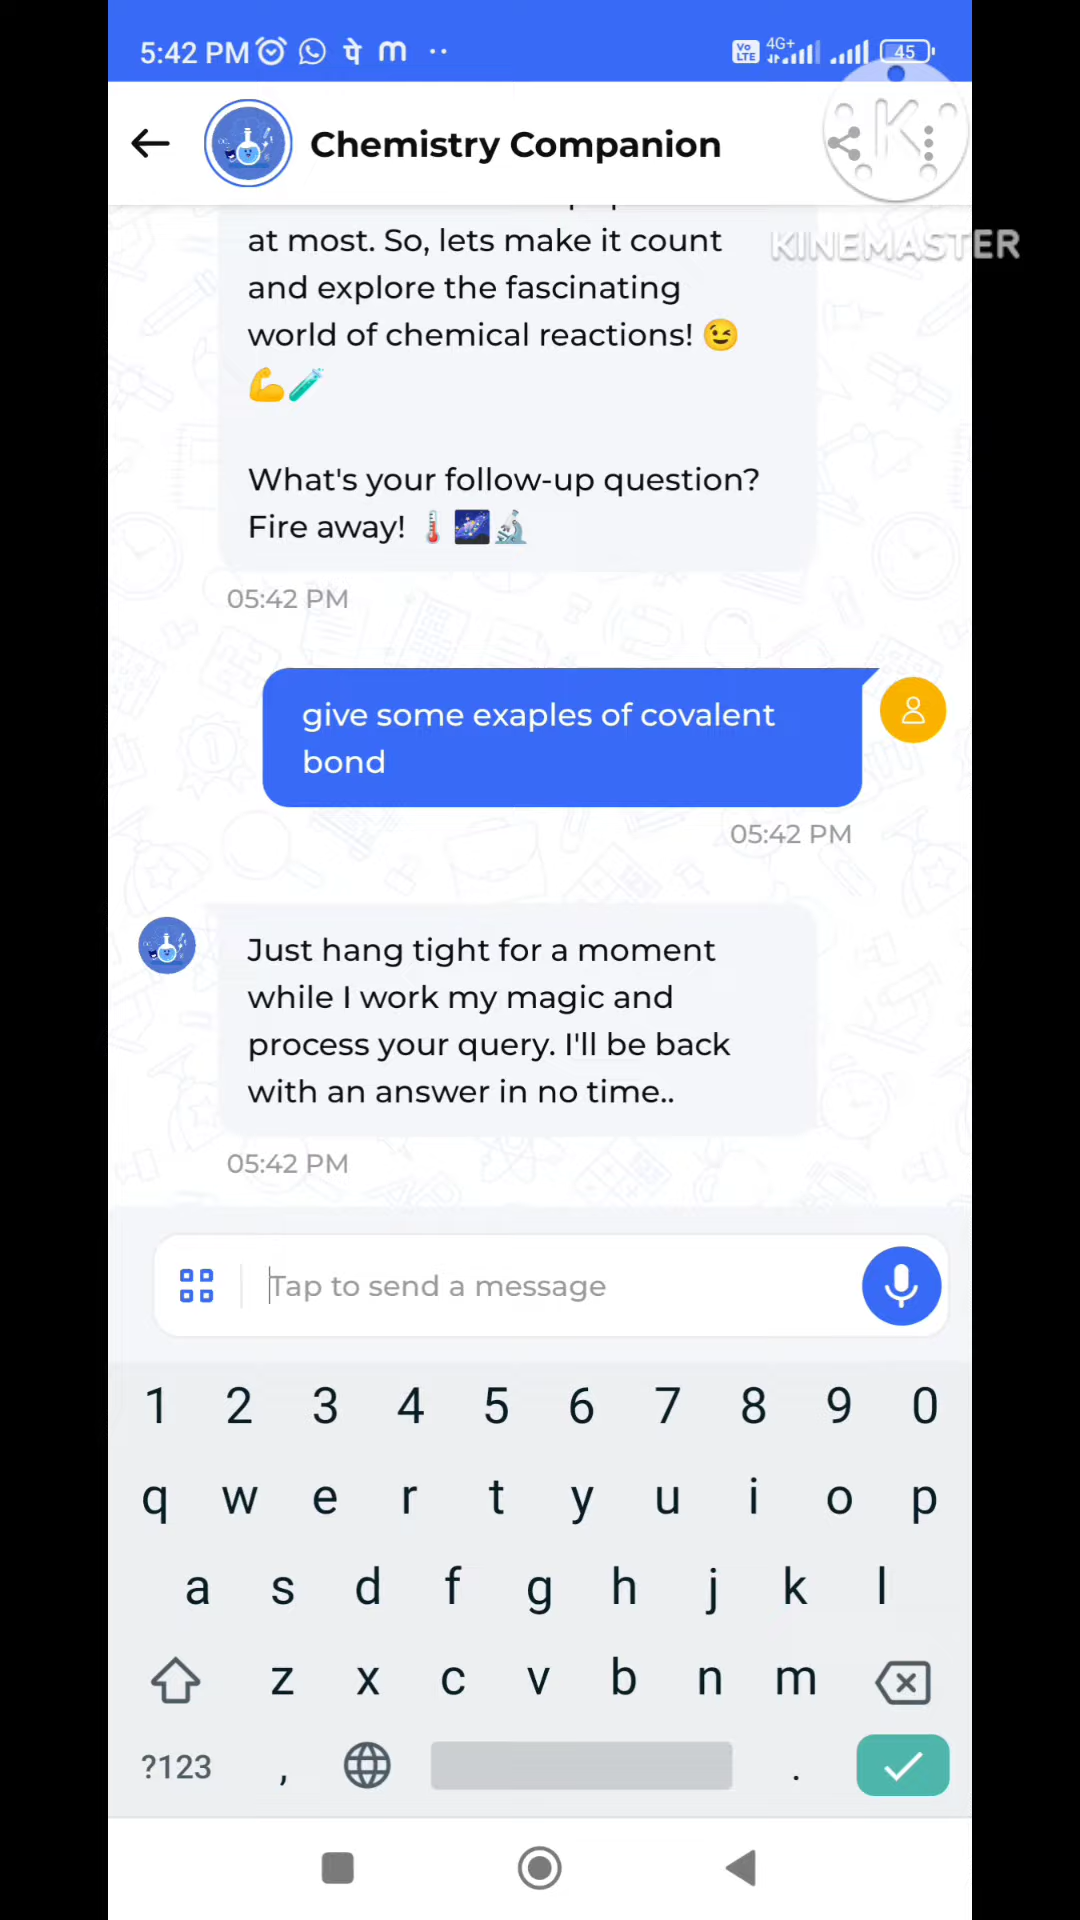 5:42 PM पे m
Vo LTE 4G+ 45
Chemistry Companion
K
KINEMASTER
at most. So, lets make it count
and explore the fascinating
world of chemical reactions! 😉
💪🧪
What's your follow-up question?
Fire away! 🌡️🌌🔬
05:42 PM
give some exaples of covalent
bond
05:42 PM
Just hang tight for a moment
while I work my magic and
process your query. I'll be back
with an answer in no time..
05:42 PM
Tap to send a message
1 2 3 4 5 6 7 8 9 0
q w e r t y u i o p
a s d f g h j k l
z x c v b n m
?123 , .